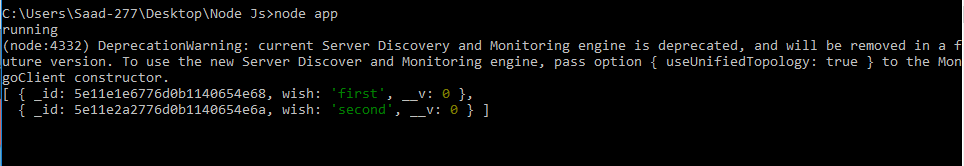 C:\Users\Saad-277\Desktop\Node Js>node app
running
(node:4332) DeprecationWarning: current Server Discovery and Monitoring engine is deprecated, and will be removed in a f
uture version. To use the new Server Discover and Monitoring engine, pass option { useUnifiedTopology: true } to the Mon
goClient constructor.
[ { _id: 5e11e1e6776d0b1140654e68, wish: 'first', __v: 0 },
  { _id: 5e11e2a2776d0b1140654e6a, wish: 'second', __v: 0 } ]